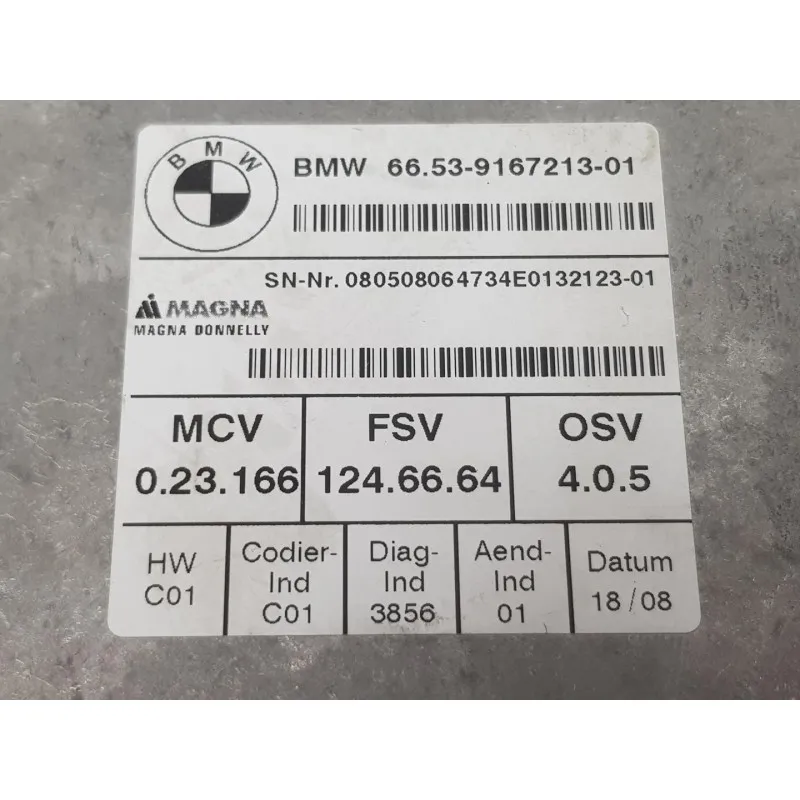 BMW
BMW 66.53-9167213-01
SN-Nr. 080508064734E0132123-01
MAGNA
MAGNA DONNELLY
MCV FSV OSV
0.23.166 124.66.64 4.0.5
HW Codier- Diag- Aend- Datum
Ind Ind Ind
C01 C01 3856 01 18/08